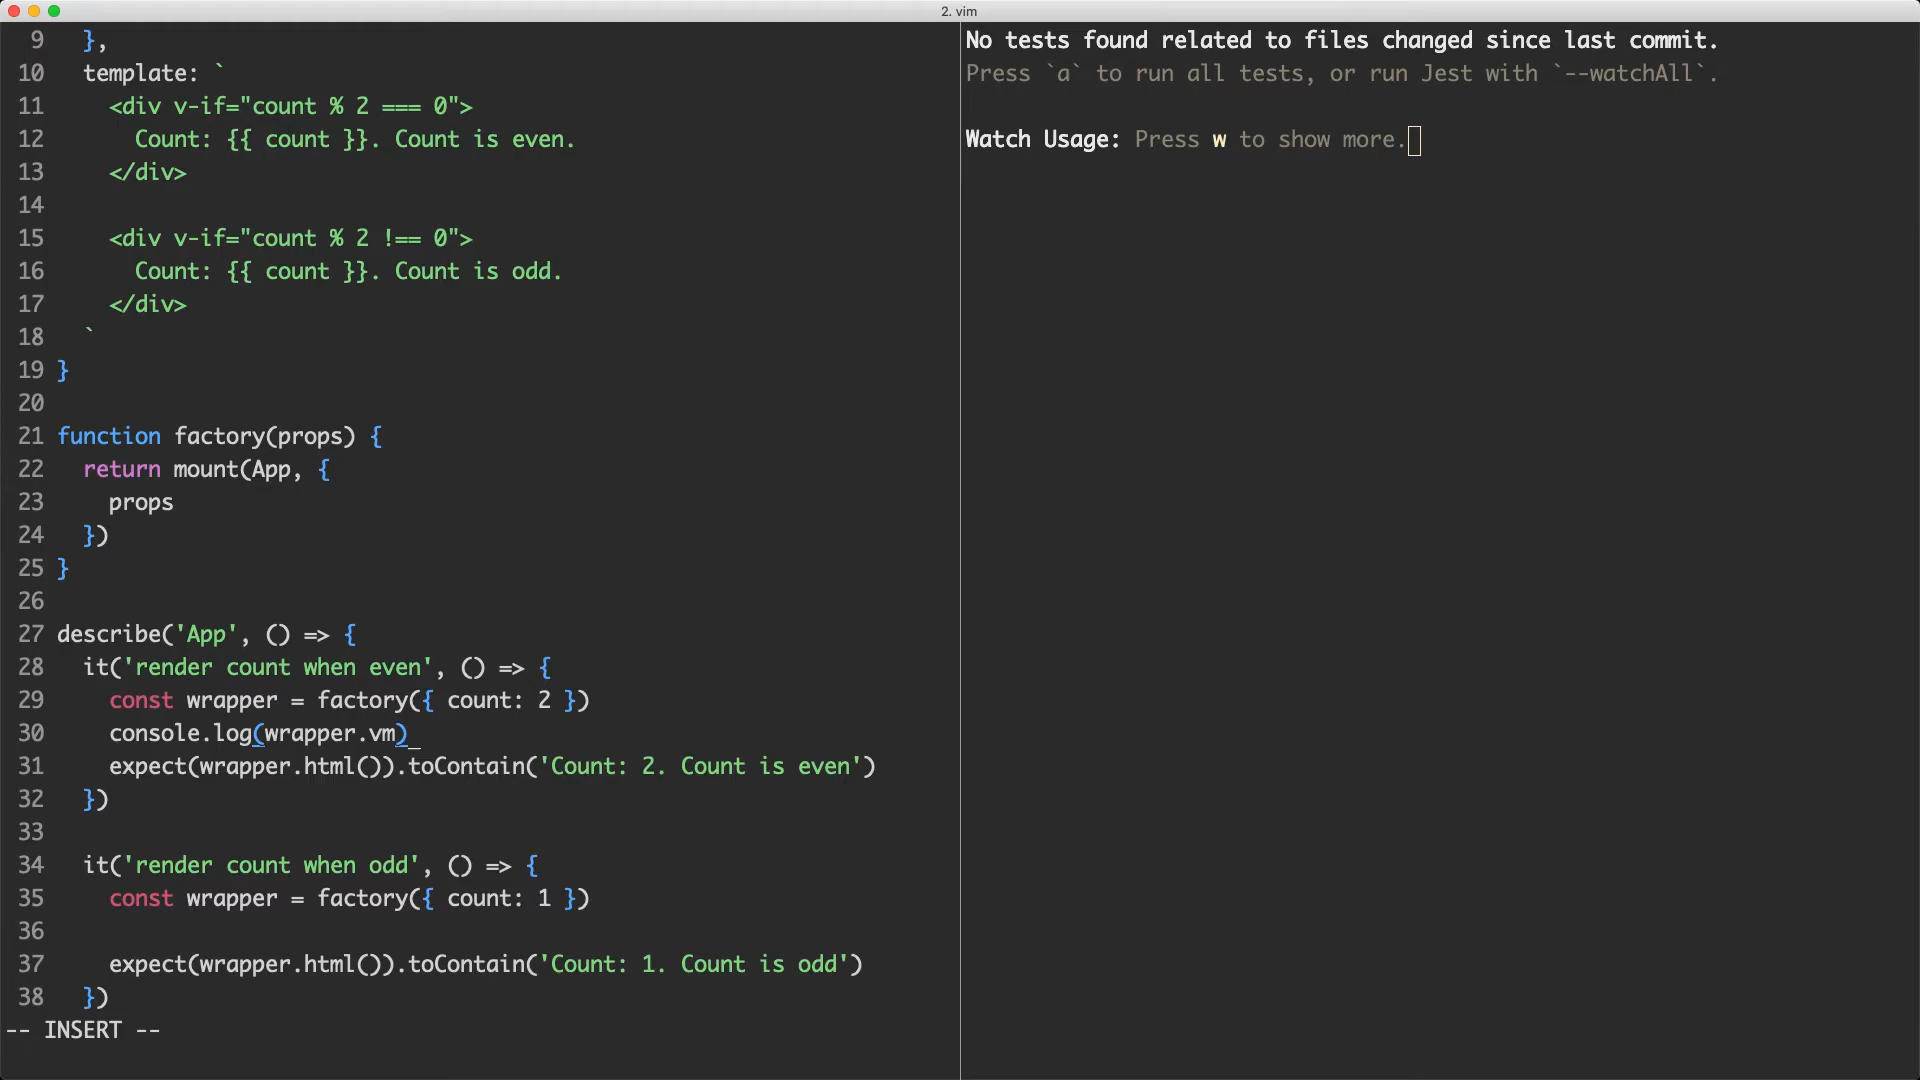 2. vim
9 },
10 template: `
11 <div v-if="count % 2 === 0">
12 Count: {{ count }}. Count is even.
13 </div>
14
15 <div v-if="count % 2 !== 0">
16 Count: {{ count }}. Count is odd.
17 </div>
18 `
19 }
20
21 function factory(props) {
22 return mount(App, {
23 props
24 })
25 }
26
27 describe('App', () => {
28 it('render count when even', () => {
29 const wrapper = factory({ count: 2 })
30 console.log(wrapper.vm)
31 expect(wrapper.html()).toContain('Count: 2. Count is even')
32 })
33
34 it('render count when odd', () => {
35 const wrapper = factory({ count: 1 })
36
37 expect(wrapper.html()).toContain('Count: 1. Count is odd')
38 })
-- INSERT --
No tests found related to files changed since last commit.
Press `a` to run all tests, or run Jest with `--watchAll`.
Watch Usage: Press w to show more.